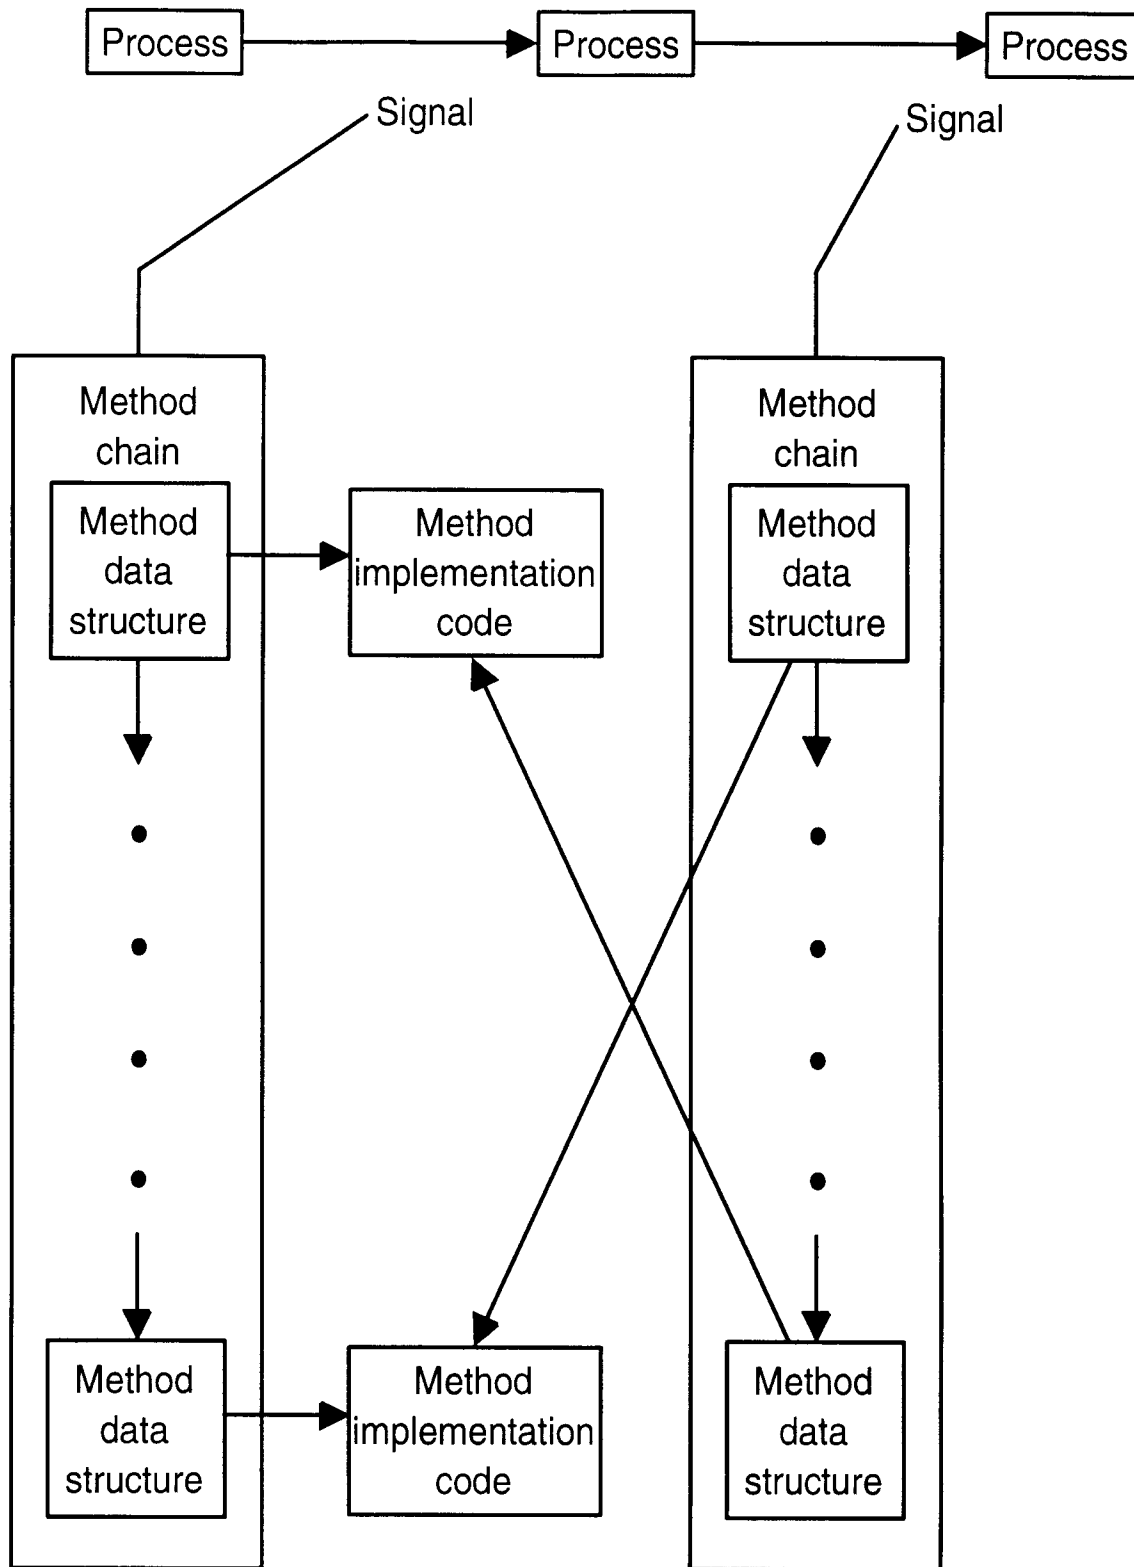 Process
Process
Process
Signal
Signal
Method
chain
Method
data
structure
Method
implementation
code
Method
chain
Method
data
structure
Method
data
structure
Method
implementation
code
Method
data
structure